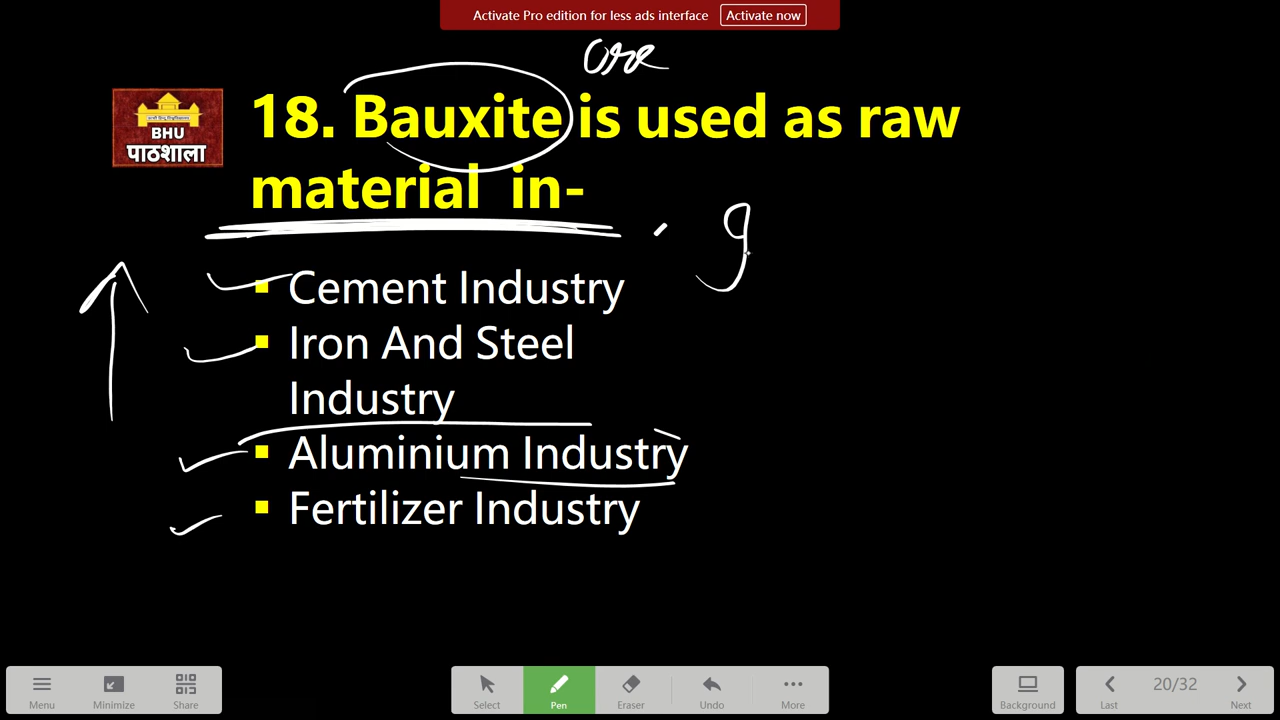 Activate Pro edition for less ads interface Activate now
ore
18. Bauxite is used as raw
material in-
BHU
पाठशाला
Cement Industry
Iron And Steel
Industry
Aluminium Industry
Fertilizer Industry
Menu Minimize Share Select Pen Eraser Undo More Background Last 20/32 Next